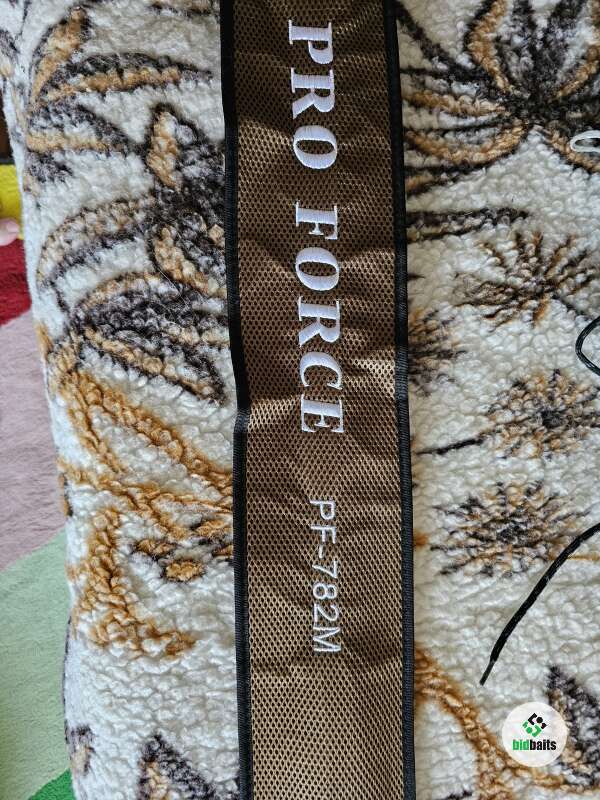 PRO FORCE
PF-782M
bidbaits